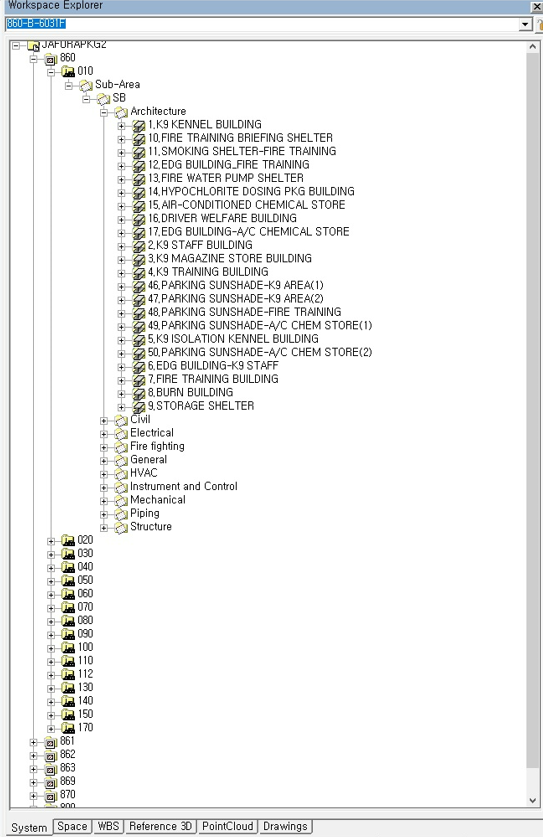 Workspace Explorer
860-B-6031F
JAFURAPKG2
860
010
Sub-Area
SB
Architecture
1,K9 KENNEL BUILDING
10,FIRE TRAINING BRIEFING SHELTER
11,SMOKING SHELTER-FIRE TRAINING
12,EDG BUILDING_FIRE TRAINING
13,FIRE WATER PUMP SHELTER
14,HYPOCHLORITE DOSING PKG BUILDING
15,AIR-CONDITIONED CHEMICAL STORE
16,DRIVER WELFARE BUILDING
17,EDG BUILDING-A/C CHEMICAL STORE
2,K9 STAFF BUILDING
3,K9 MAGAZINE STORE BUILDING
4,K9 TRAINING BUILDING
46,PARKING SUNSHADE-K9 AREA(1)
47,PARKING SUNSHADE-K9 AREA(2)
48,PARKING SUNSHADE-FIRE TRAINING
49,PARKING SUNSHADE-A/C CHEM STORE(1)
5,K9 ISOLATION KENNEL BUILDING
50,PARKING SUNSHADE-A/C CHEM STORE(2)
6,EDG BUILDING-K9 STAFF
7,FIRE TRAINING BUILDING
8,BURN BUILDING
9,STORAGE SHELTER
Civil
Electrical
Fire fighting
General
HVAC
Instrument and Control
Mechanical
Piping
Structure
020
030
040
050
060
070
080
090
100
110
112
130
140
150
170
861
862
863
869
870
System Space WBS Reference 3D PointCloud Drawings